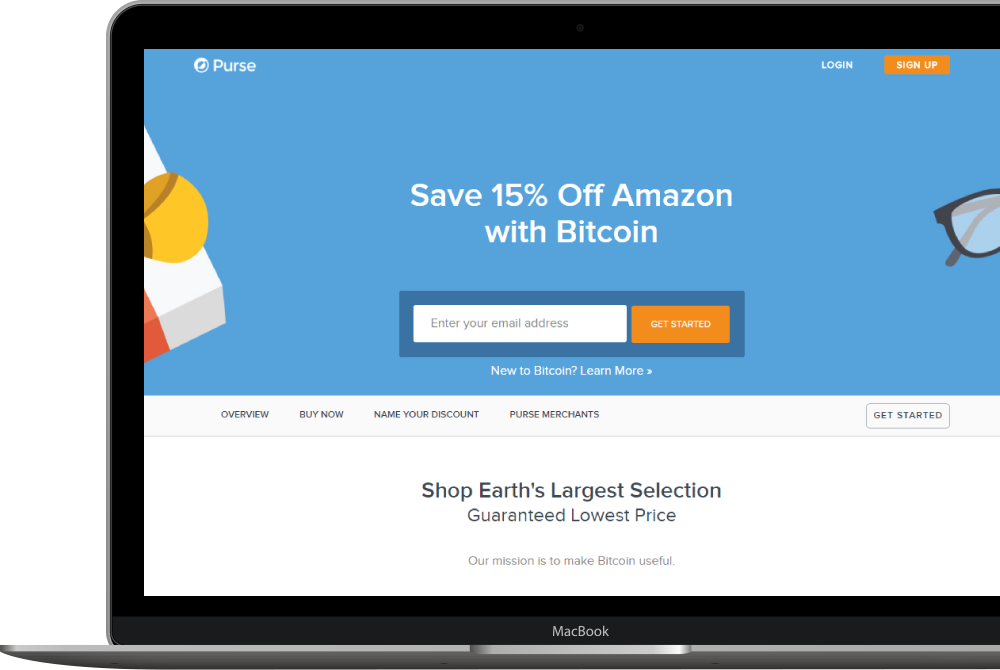 Purse
LOGIN
SIGN UP
Save 15% Off Amazon
with Bitcoin
Enter your email address
GET STARTED
New to Bitcoin? Learn More »
OVERVIEW
BUY NOW
NAME YOUR DISCOUNT
PURSE MERCHANTS
GET STARTED
Shop Earth's Largest Selection
Guaranteed Lowest Price
Our mission is to make Bitcoin useful.
MacBook